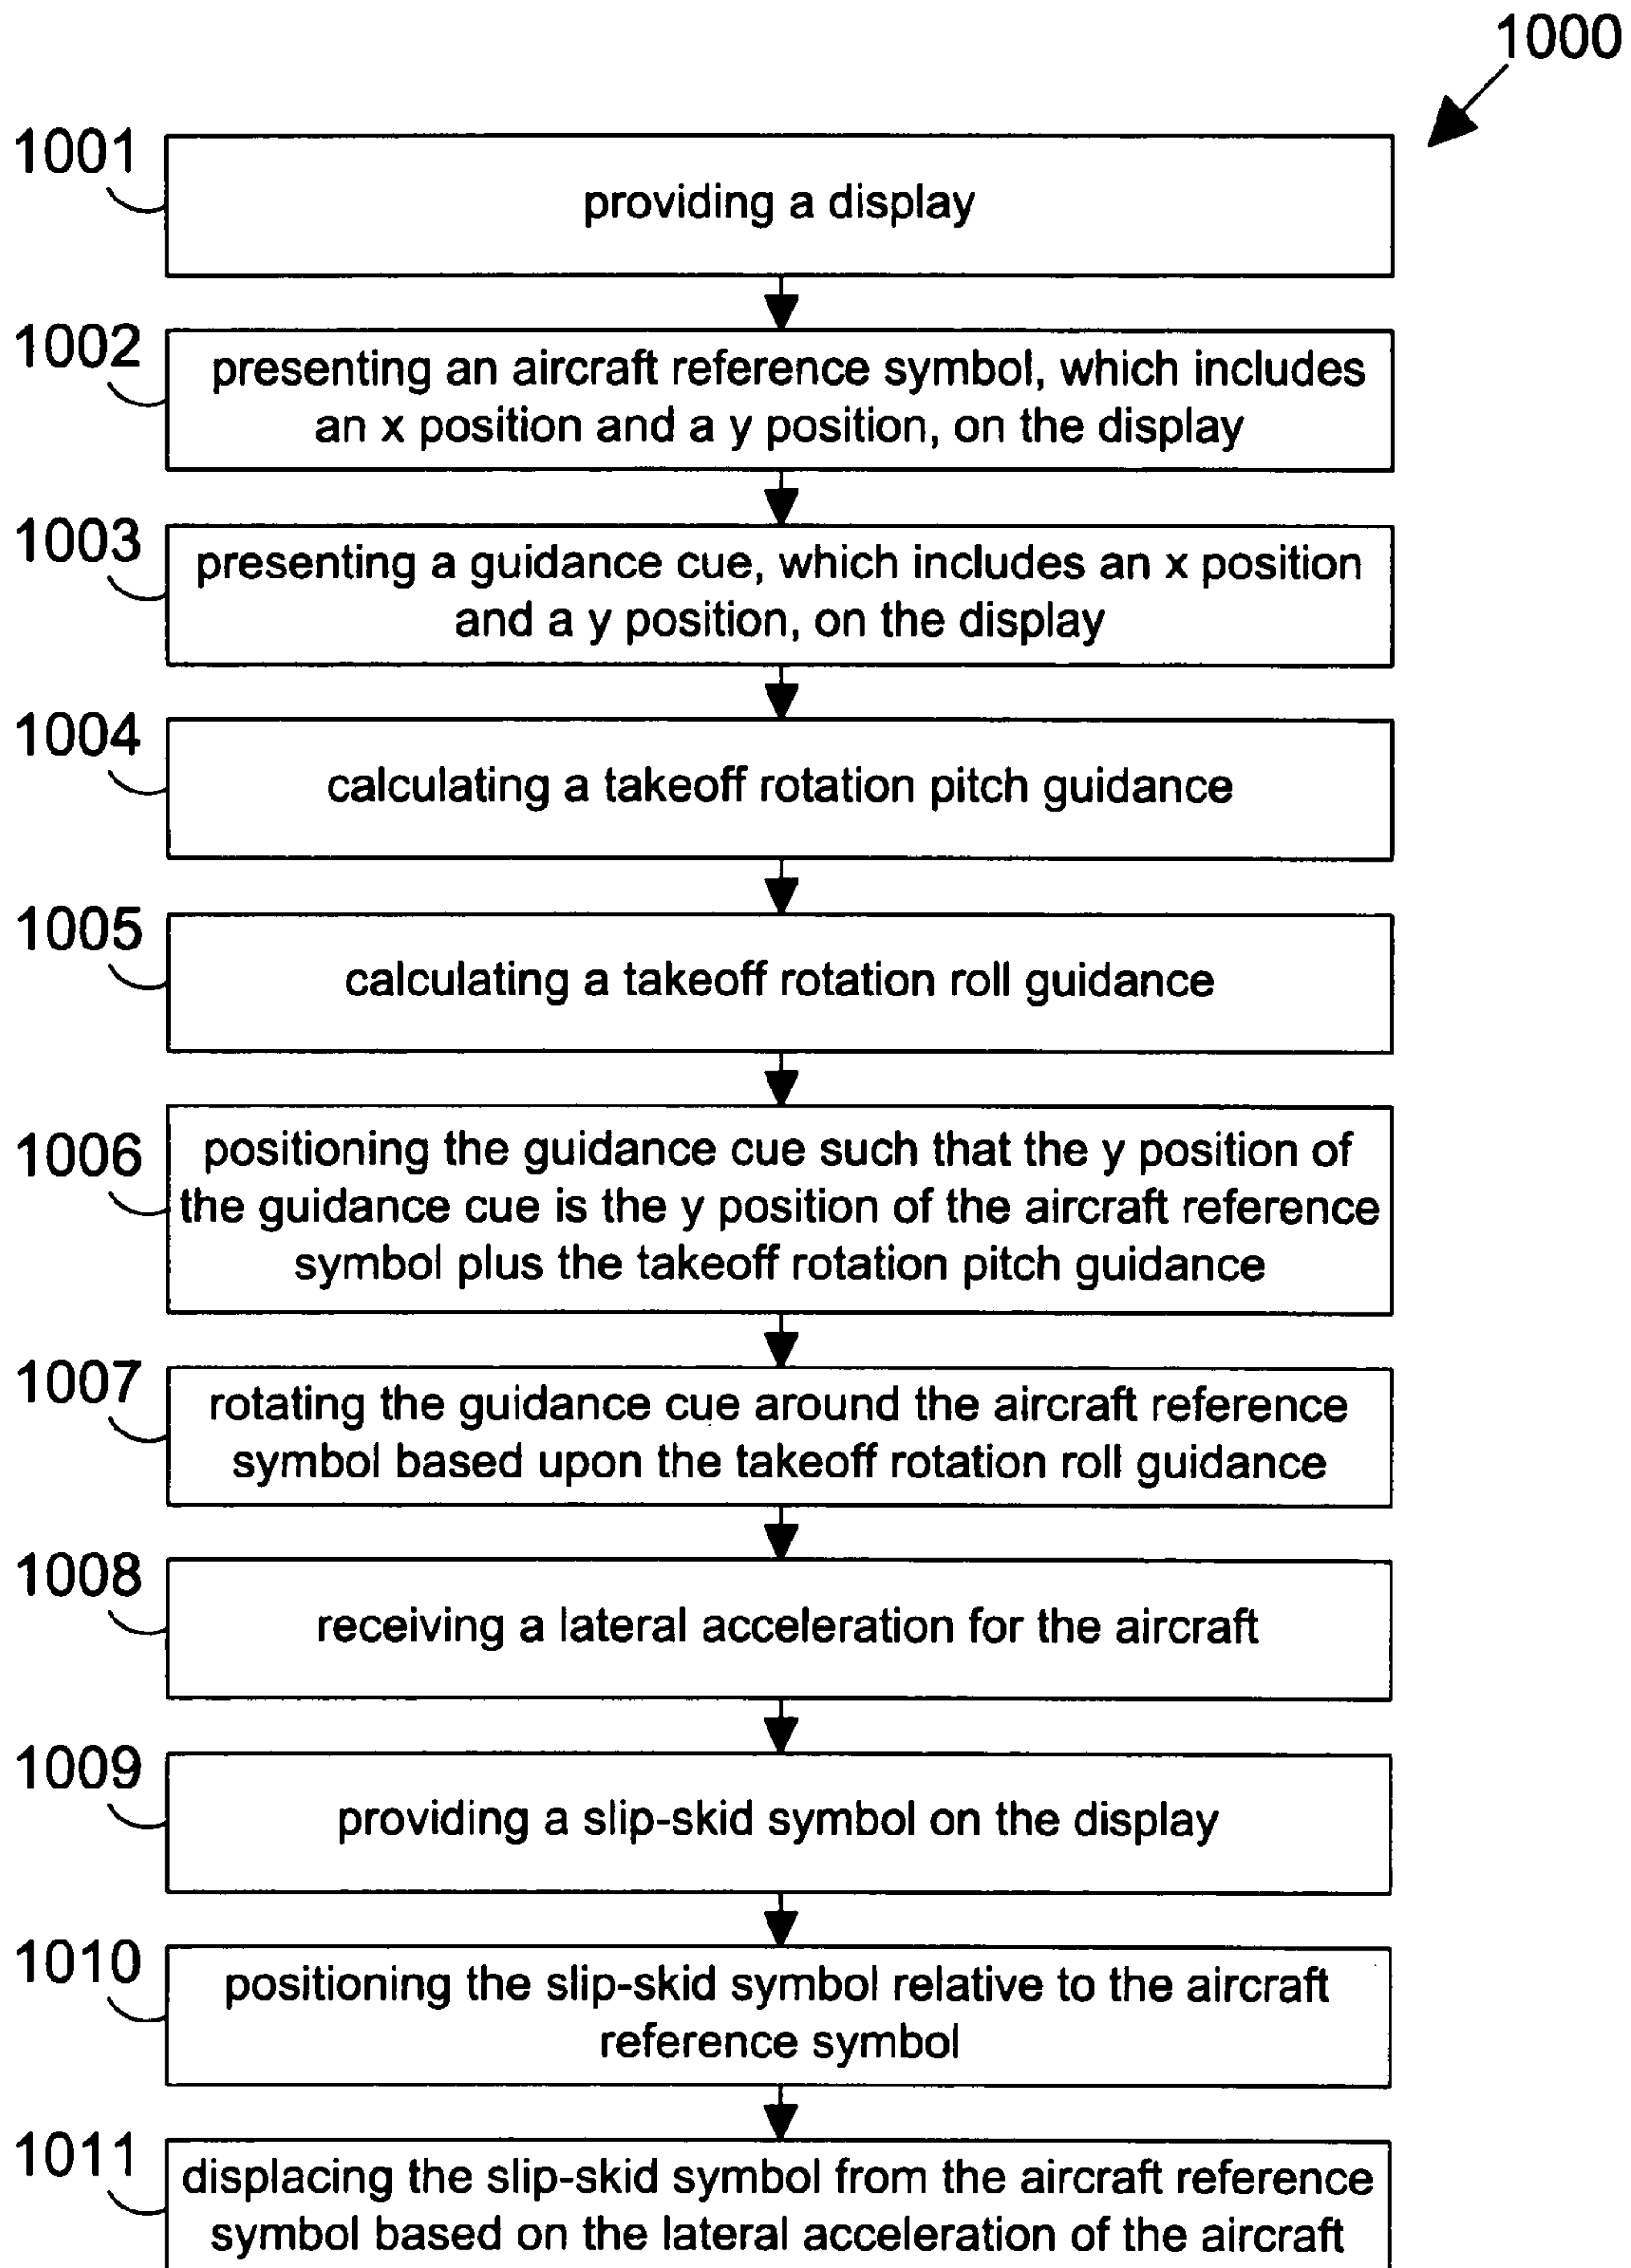 1000
1001
providing a display
1002
presenting an aircraft reference symbol, which includes
an x position and a y position, on the display
1003
presenting a guidance cue, which includes an x position
and a y position, on the display
1004
calculating a takeoff rotation pitch guidance
1005
calculating a takeoff rotation roll guidance
1006
positioning the guidance cue such that the y position of
the guidance cue is the y position of the aircraft reference
symbol plus the takeoff rotation pitch guidance
1007
rotating the guidance cue around the aircraft reference
symbol based upon the takeoff rotation roll guidance
1008
receiving a lateral acceleration for the aircraft
1009
providing a slip-skid symbol on the display
1010
positioning the slip-skid symbol relative to the aircraft
reference symbol
1011
displacing the slip-skid symbol from the aircraft reference
symbol based on the lateral acceleration of the aircraft